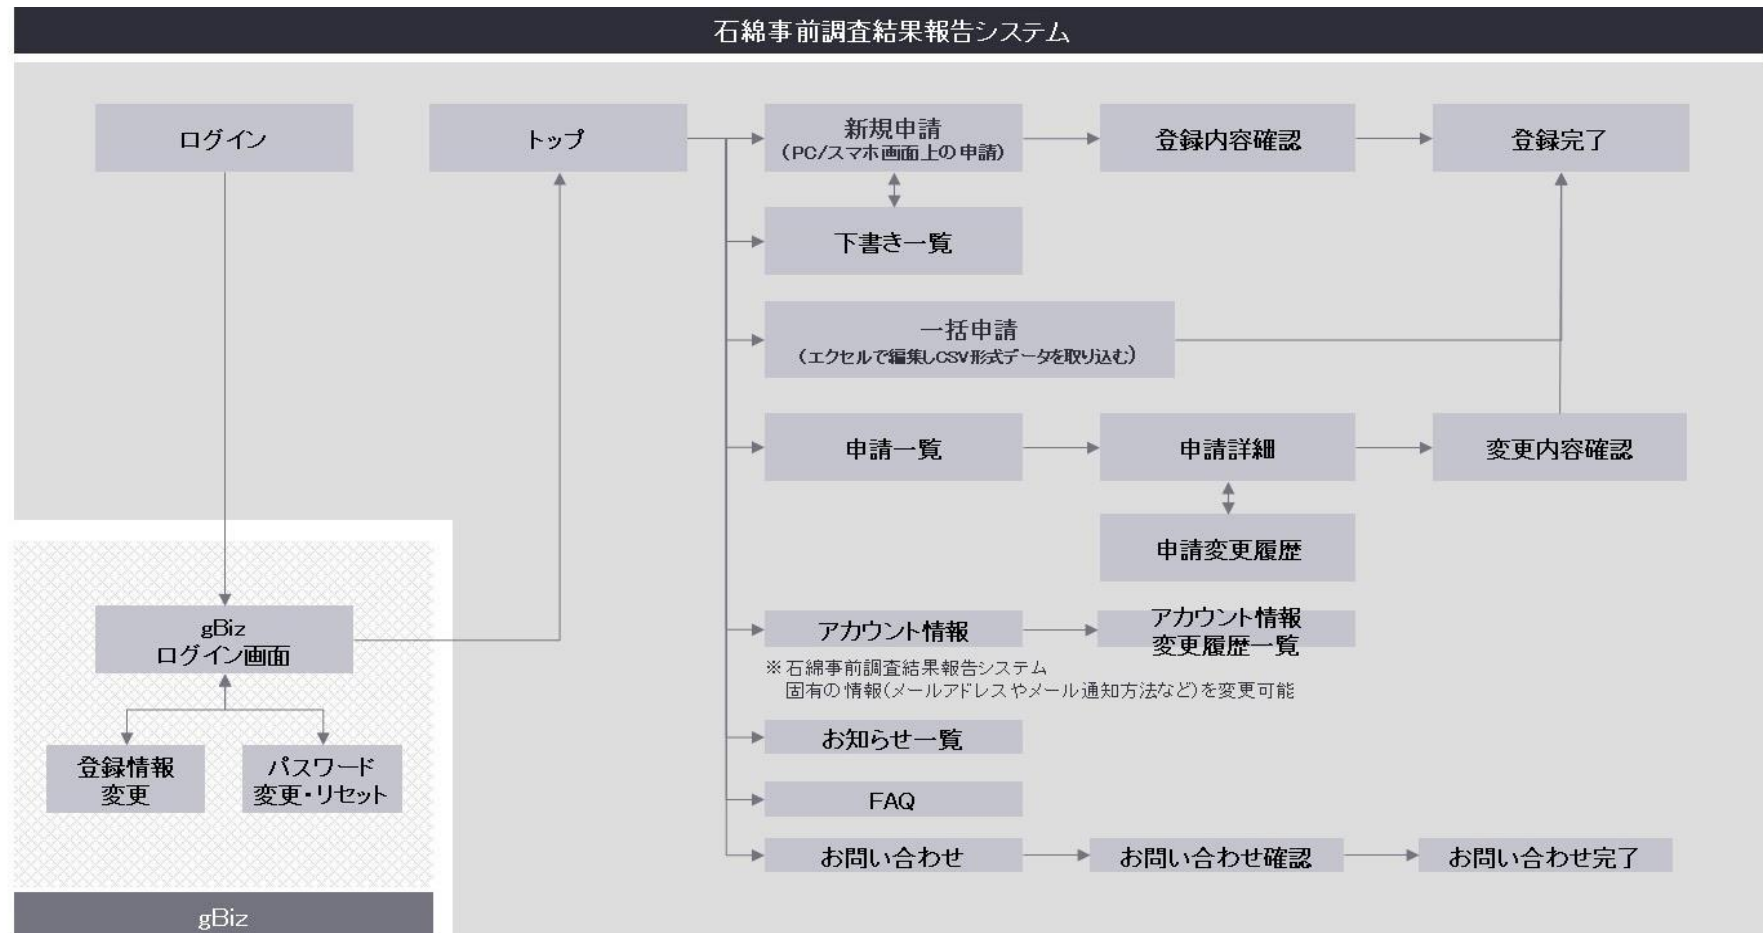 石綿事前調査結果報告システム
ログイン
トップ
新規申請
(PC/スマホ画面上の申請)
登録内容確認
登録完了
下書き一覧
一括申請
(エクセルで編集しCSV形式データを取り込む)
申請一覧
申請詳細
変更内容確認
申請変更履歴
gBiz
ログイン画面
アカウント情報
アカウント情報
変更履歴一覧
※石綿事前調査結果報告システム
固有の情報(メールアドレスやメール通知方法など)を変更可能
登録情報
変更
パスワード
変更・リセット
お知らせ一覧
FAQ
お問い合わせ
お問い合わせ確認
お問い合わせ完了
gBiz